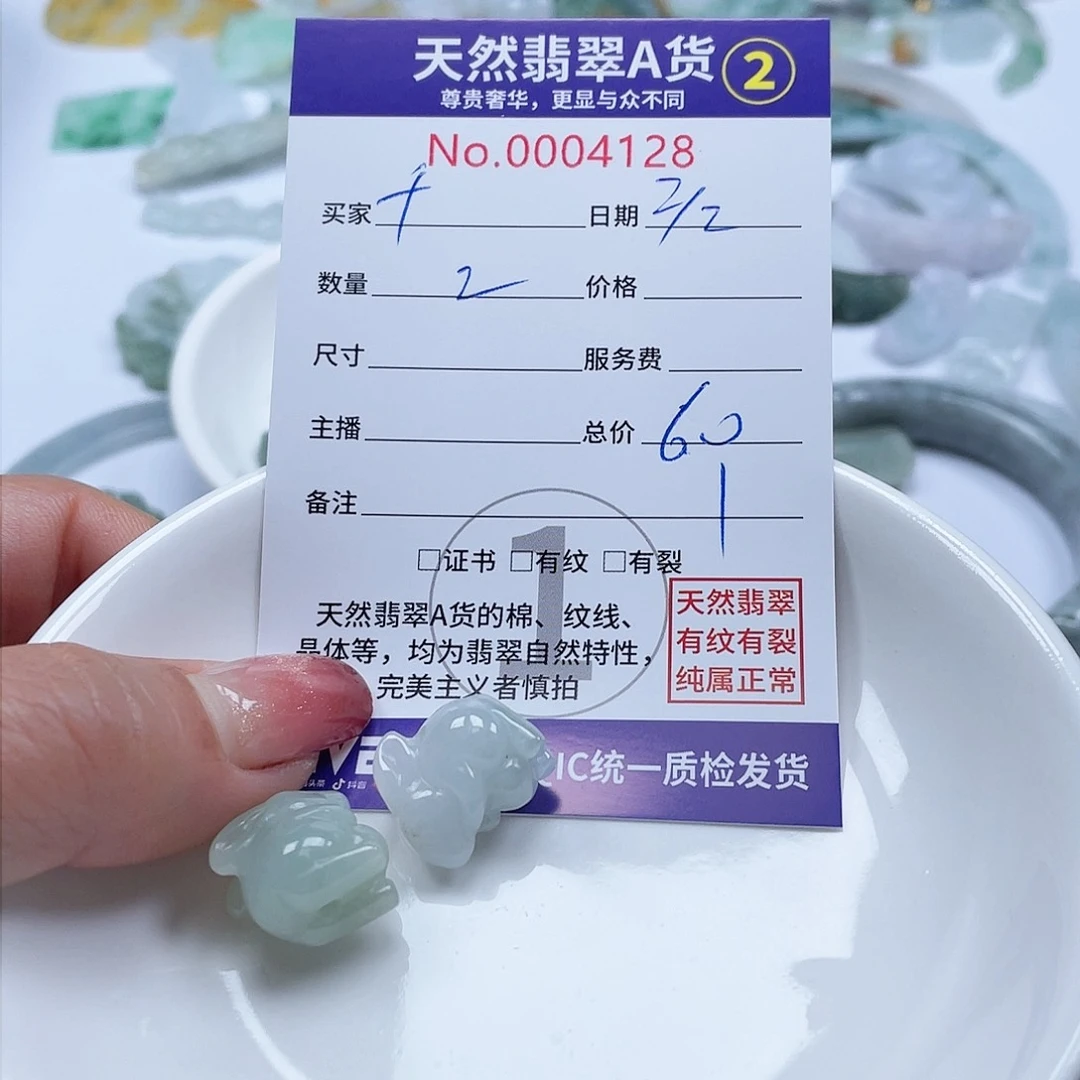 天然翡翠A货 2
尊贵奢华，更显与众不同
No.0004128
买家 日期 2/2
数量 2 价格
尺寸 服务费
主播 总价 60
备注
1
□证书 □有纹 □有裂
天然翡翠A货的棉、纹线、
晶体等，均为翡翠自然特性，
完美主义者慎拍
天然翡翠
有纹有裂
纯属正常
IC统一质检发货
抖音